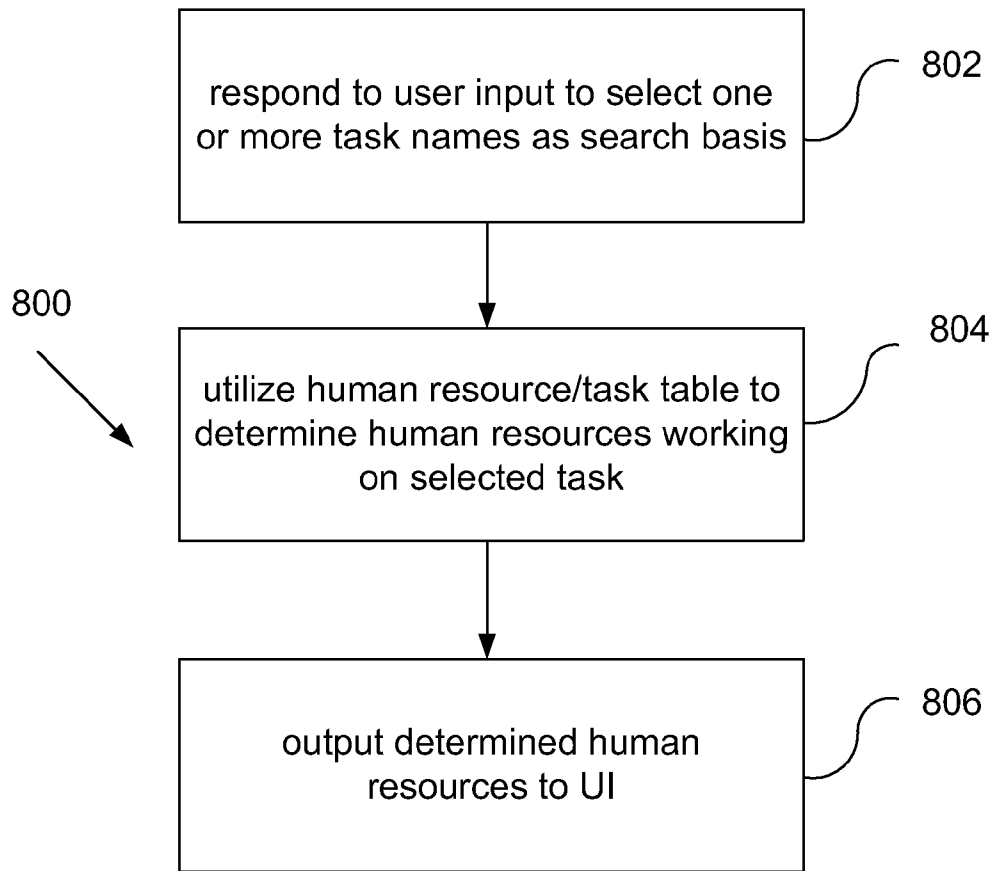 respond to user input to select one
or more task names as search basis
802
800
utilize human resource/task table to
determine human resources working
on selected task
804
output determined human
resources to UI
806